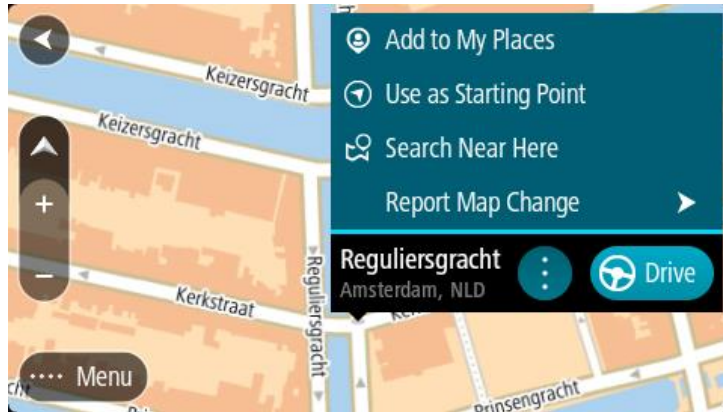 Keizersgracht
Keizersgracht
Kerkstraat
Reguliersgracht
Prinsengracht
Menu
Add to My Places
Use as Starting Point
Search Near Here
Report Map Change
Reguliersgracht
Amsterdam, NLD
Drive